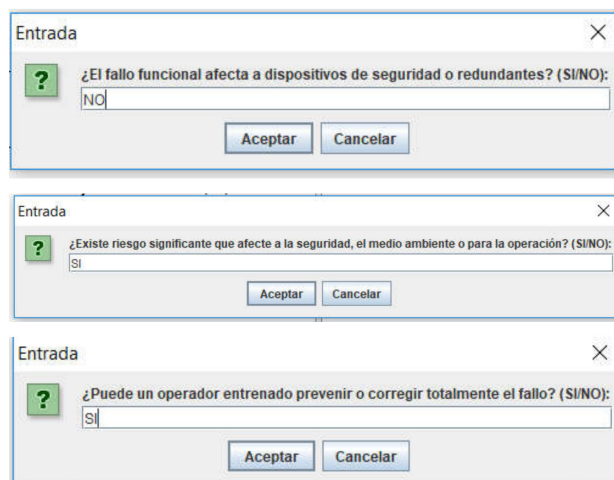 Entrada
¿El fallo funcional afecta a dispositivos de seguridad o redundantes? (SI/NO):
NO
Aceptar Cancelar
Entrada
¿Existe riesgo significante que afecte a la seguridad, el medio ambiente o para la operación? (SI/NO):
SI
Aceptar Cancelar
Entrada
¿Puede un operador entrenado prevenir o corregir totalmente el fallo? (SI/NO):
SI
Aceptar Cancelar